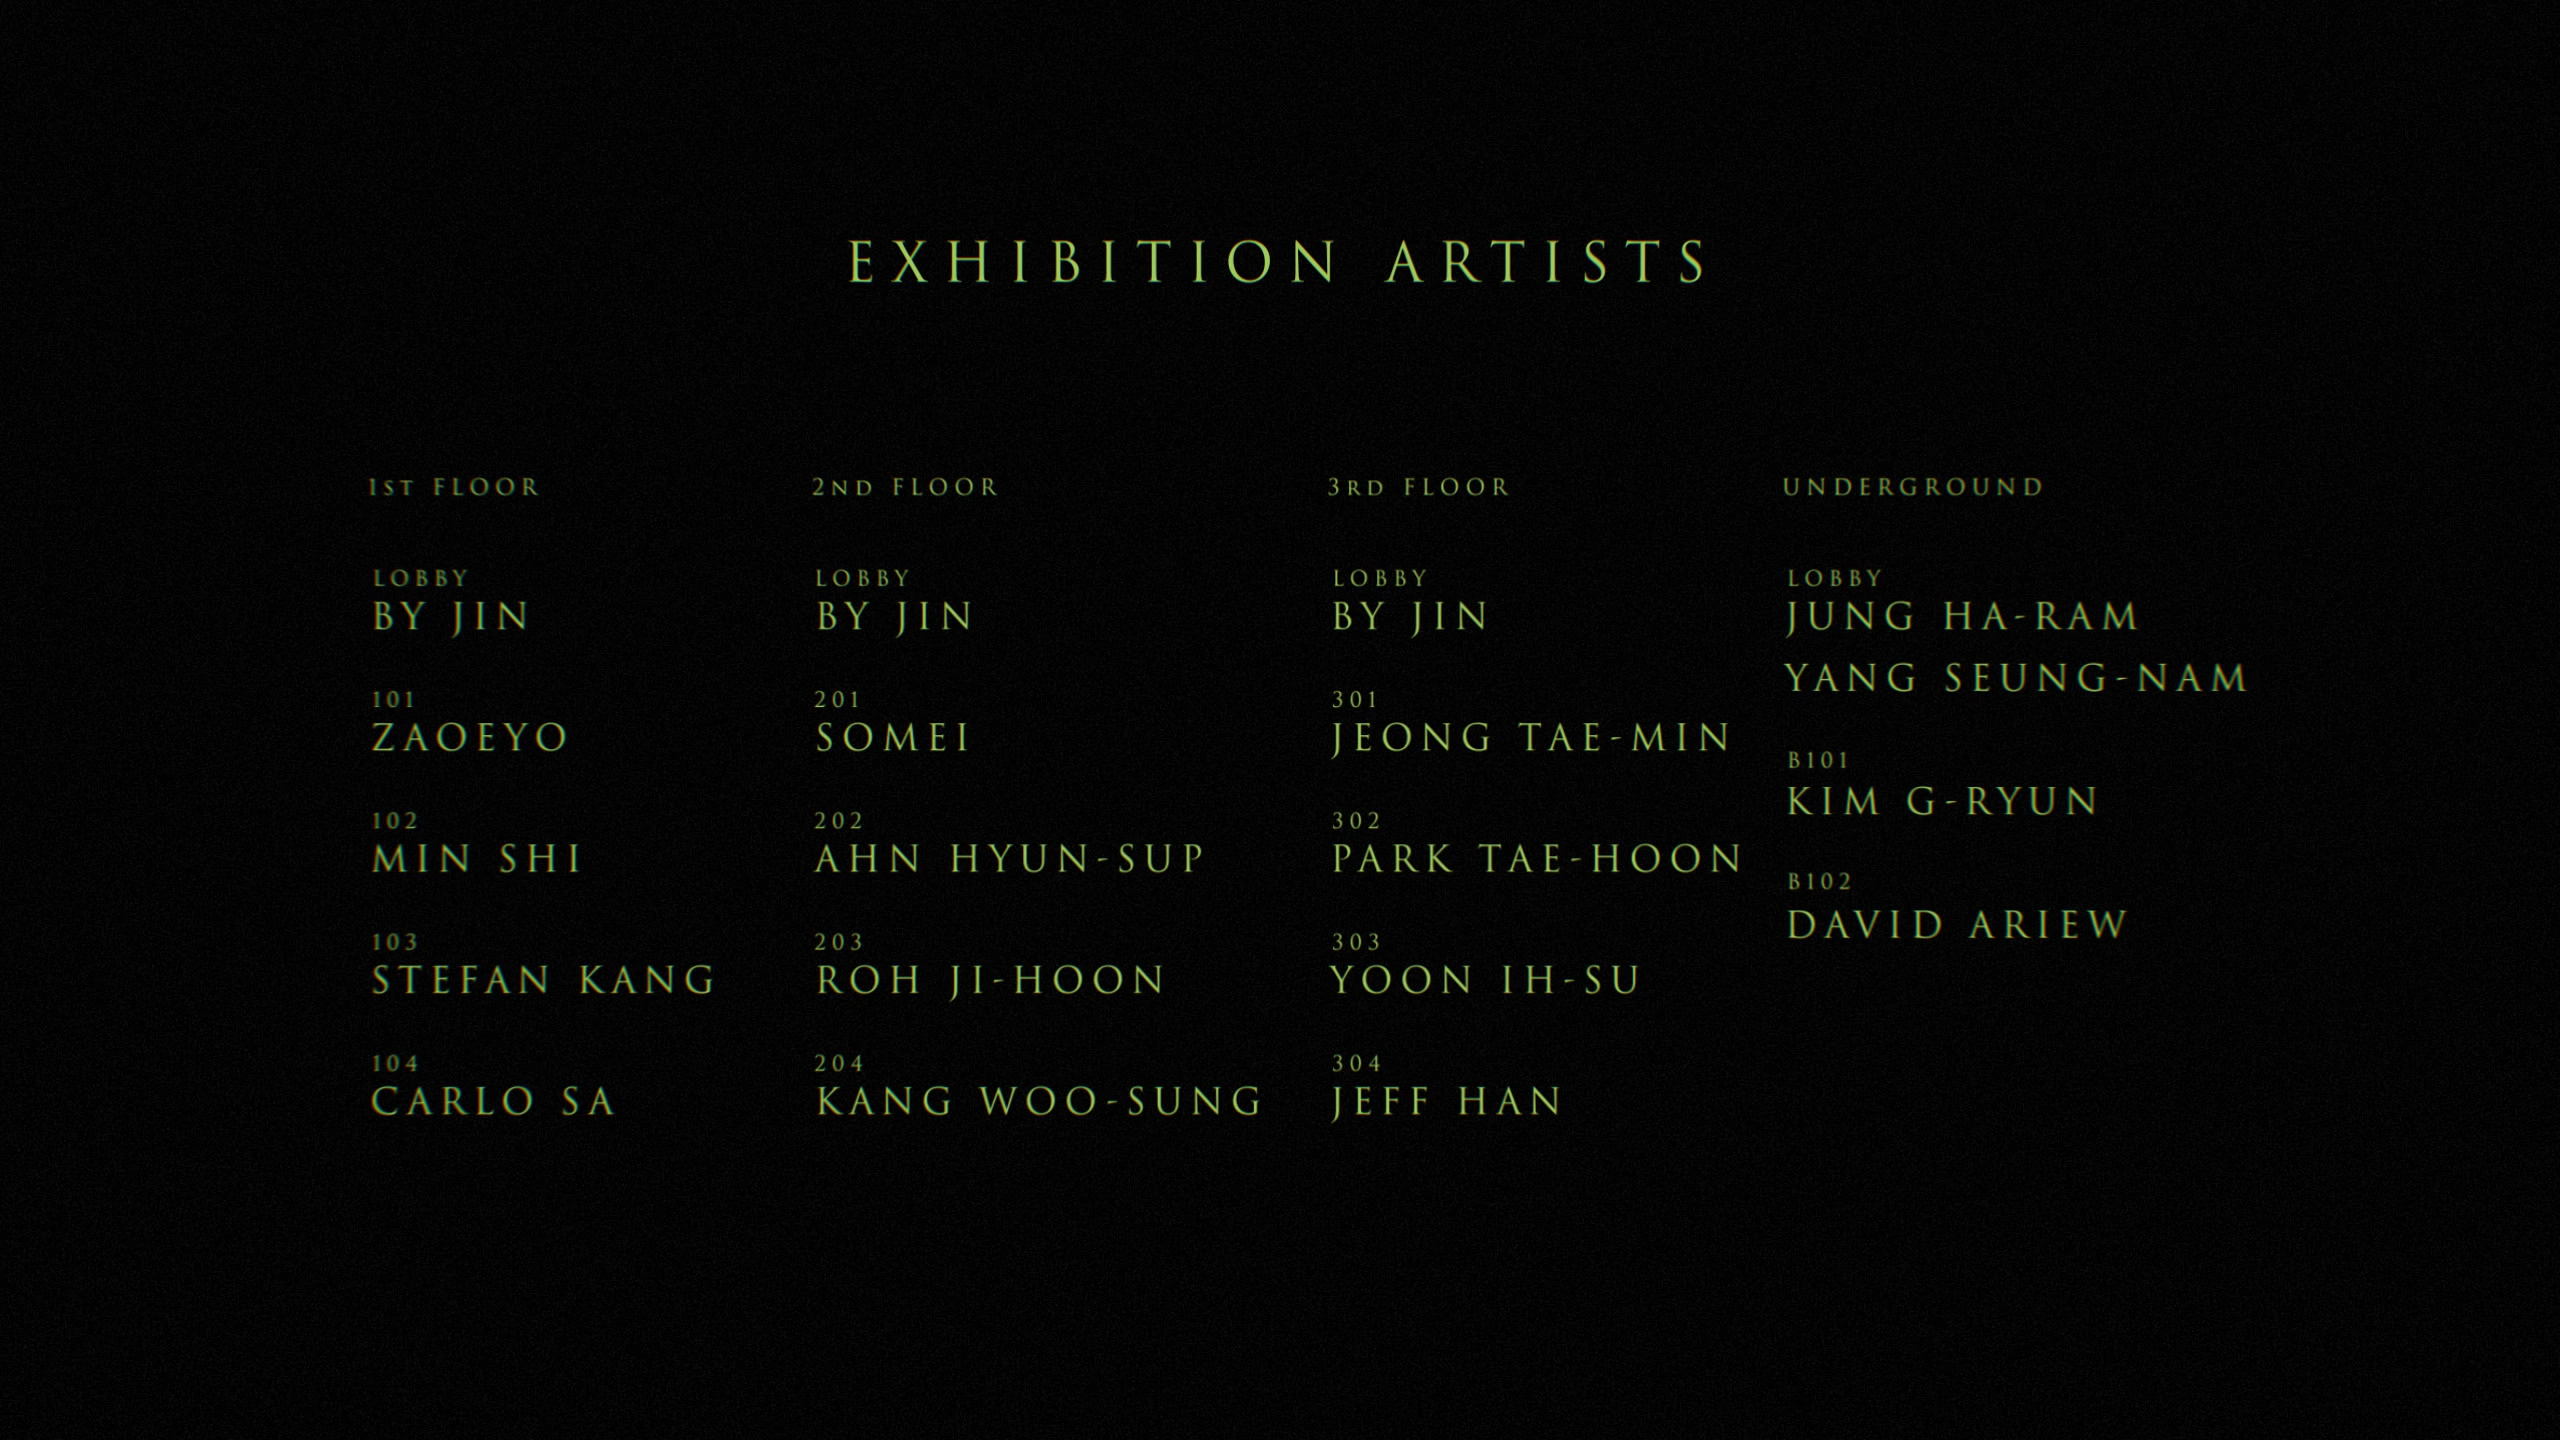 EXHIBITION ARTISTS
1ST FLOOR
LOBBY
BY JIN
101
ZAOEYO
102
MIN SHI
103
STEFAN KANG
104
CARLO SA
2ND FLOOR
LOBBY
BY JIN
201
SOMEI
202
AHN HYUN-SUP
203
ROH JI-HOON
204
KANG WOO-SUNG
3RD FLOOR
LOBBY
BY JIN
301
JEONG TAE-MIN
302
PARK TAE-HOON
303
YOON IH-SU
304
JEFF HAN
UNDERGROUND
LOBBY
JUNG HA-RAM
YANG SEUNG-NAM
B101
KIM G-RYUN
B102
DAVID ARIEW